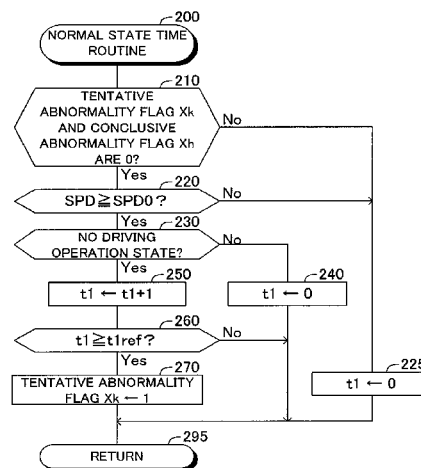 200
NORMAL STATE TIME
ROUTINE
210
TENTATIVE
ABNORMALITY FLAG Xk
AND CONCLUSIVE
ABNORMALITY FLAG Xh
ARE 0?
No
Yes
220
SPD≧SPD0?
No
Yes
230
NO DRIVING
OPERATION STATE?
No
Yes
250
t1 ← t1+1
240
t1 ← 0
260
t1≧t1ref?
No
Yes
270
TENTATIVE ABNORMALITY
FLAG Xk ← 1
225
t1 ← 0
295
RETURN